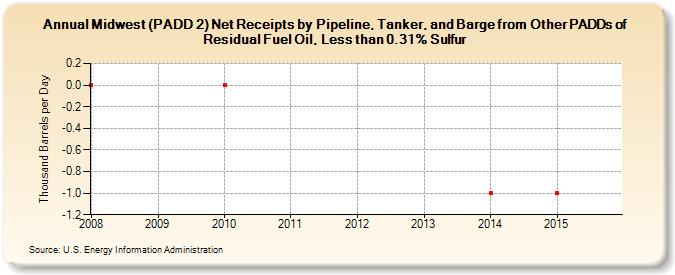 Annual Midwest (PADD 2) Net Receipts by Pipeline, Tanker, and Barge from Other PADDs of
Residual Fuel Oil, Less than 0.31% Sulfur
Thousand Barrels per Day
0.2
0.0
-0.2
-0.4
-0.6
-0.8
-1.0
-1.2
2008 2009 2010 2011 2012 2013 2014 2015
Source: U.S. Energy Information Administration